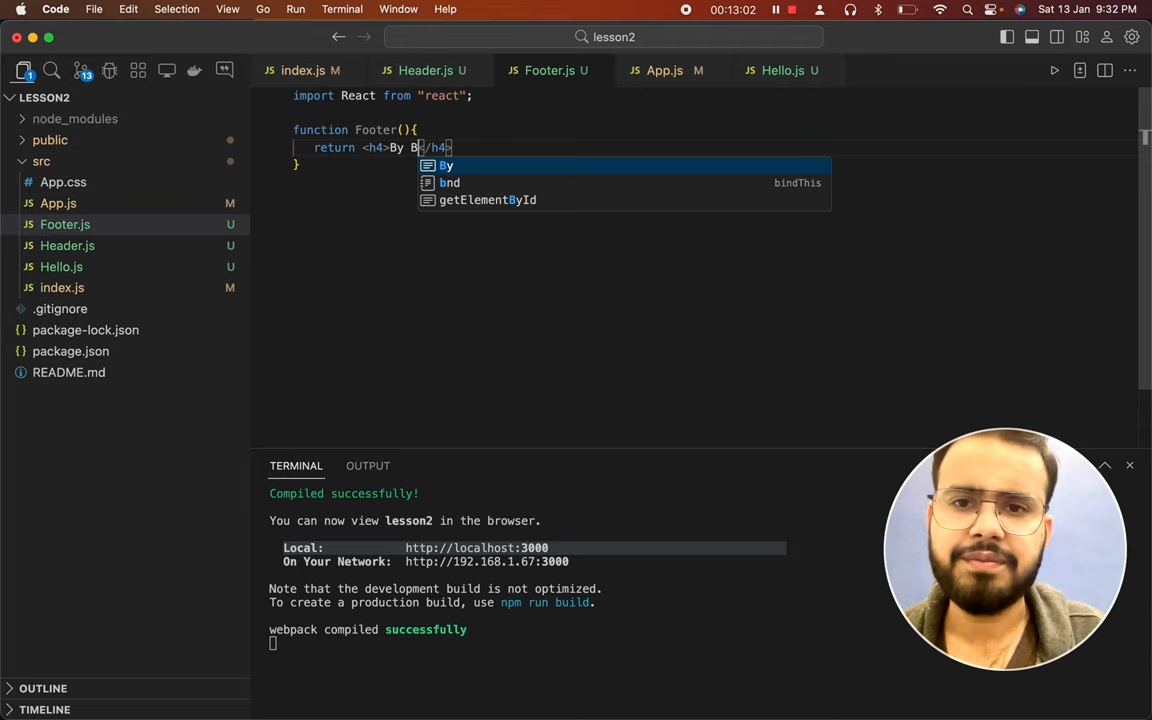 Code File Edit Selection View Go Run Terminal Window Help 00:13:02 Sat 13 Jan 9:32 PM
lesson2
1 13 JS index.js M JS Header.js U JS Footer.js U JS App.js M JS Hello.js U
LESSON2
node_modules
public
src
# App.css
JS App.js M
JS Footer.js U
JS Header.js U
JS Hello.js U
JS index.js M
.gitignore
{} package-lock.json
{} package.json
README.md
OUTLINE
TIMELINE
import React from "react";
function Footer(){
return <h4>By B</h4>
}
By
bnd bindThis
getElementById
TERMINAL OUTPUT
Compiled successfully!
You can now view lesson2 in the browser.
Local: http://localhost:3000
On Your Network: http://192.168.1.67:3000
Note that the development build is not optimized.
To create a production build, use npm run build.
webpack compiled successfully